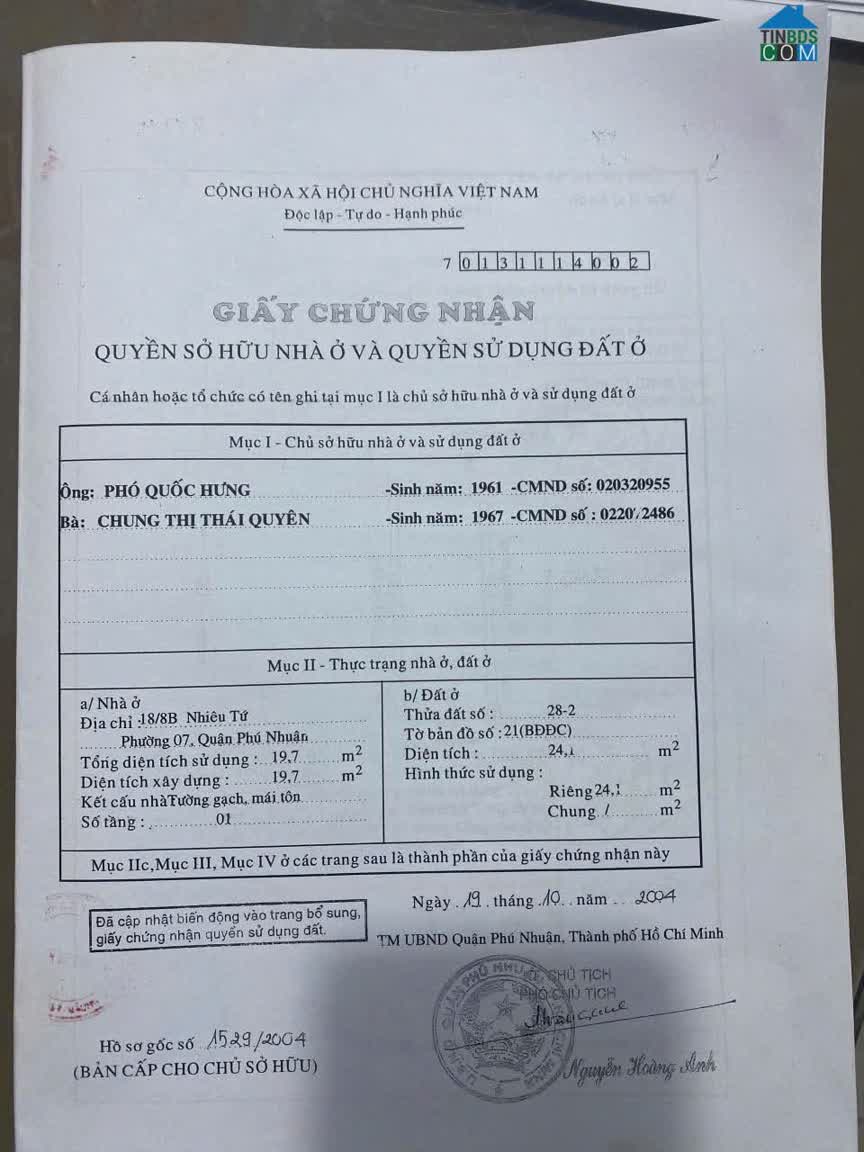 TINBDS
COM
CỘNG HÒA XÃ HỘI CHỦ NGHĨA VIỆT NAM
Độc lập - Tự do - Hạnh phúc
7 0 1 3 1 1 1 4 0 0 2
GIẤY CHỨNG NHẬN
QUYỀN SỞ HỮU NHÀ Ở VÀ QUYỀN SỬ DỤNG ĐẤT Ở
Cá nhân hoặc tổ chức có tên ghi tại mục I là chủ sở hữu nhà ở và sử dụng đất ở
Mục I - Chủ sở hữu nhà ở và sử dụng đất ở
Ông: PHÓ QUỐC HƯNG -Sinh năm: 1961 -CMND số: 020320955
Bà: CHUNG THỊ THÁI QUYÊN -Sinh năm: 1967 -CMND số :
Mục II - Thực trạng nhà ở, đất ở
a/ Nhà ở
Địa chỉ :18/8B Nhiêu Tứ
Phường 07, Quận Phú Nhuận
Tổng diện tích sử dụng : 19,7 m2
Diện tích xây dựng : 19,7 m2
Kết cấu nhàTường gạch, mái tôn
Số tầng : 01
b/ Đất ở
Thửa đất số : 28-2
Tờ bản đồ số :21(BĐĐC)
Diện tích : 24,1 m2
Hình thức sử dụng :
Riêng 24,1 m2
Chung / m2
Mục IIc,Mục III, Mục IV ở các trang sau là thành phần của giấy chứng nhận này
Ngày 19 tháng 10 năm 2004
Đã cập nhật biến động vào trang bổ sung,
giấy chứng nhận quyền sử dụng đất.
TM UBND Quận Phú Nhuận, Thành phố Hồ Chí Minh
CHỦ TỊCH
PHÓ CHỦ TỊCH
Hồ sơ gốc số 1529/2004
(BẢN CẤP CHO CHỦ SỞ HỮU)
Nguyễn Hoàng Anh